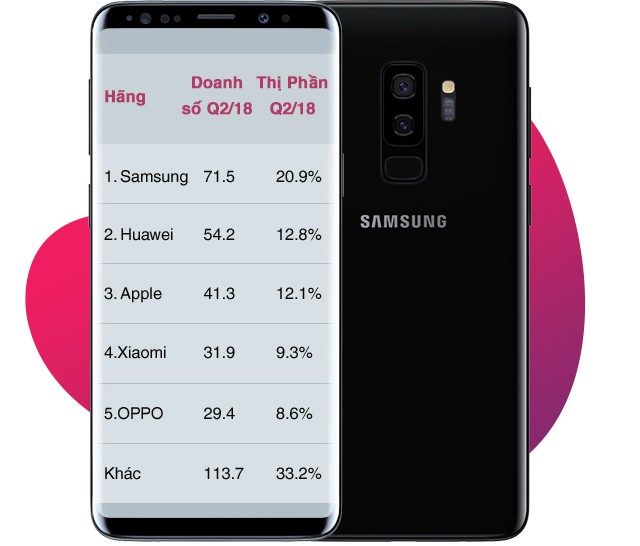 Hãng Doanh số Q2/18 Thị Phần Q2/18
1. Samsung 71.5 20.9%
2. Huawei 54.2 12.8%
3. Apple 41.3 12.1%
4.Xiaomi 31.9 9.3%
5.OPPO 29.4 8.6%
Khác 113.7 33.2%
SAMSUNG